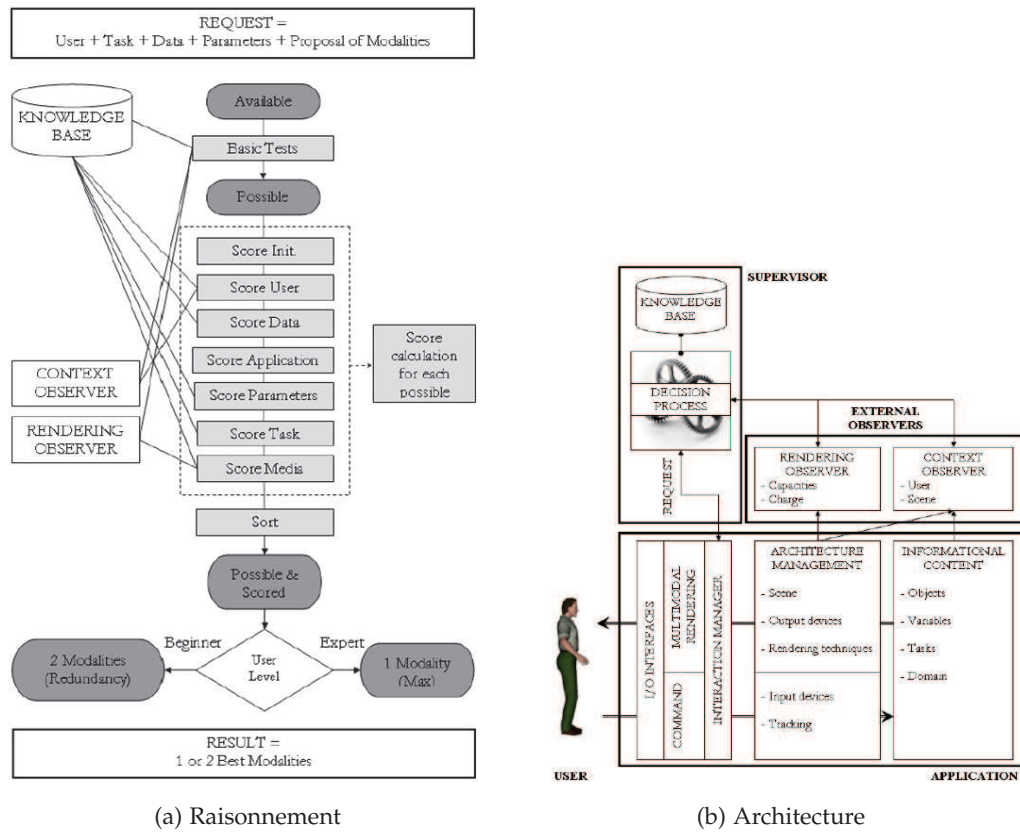 REQUEST =
User + Task + Data + Parameters + Proposal of Modalities
KNOWLEDGE
BASE
Available
Basic Tests
Possible
Score Init.
Score User
Score Data
Score Application
Score Parameters
Score Task
Score Media
Score
calculation
for each
possible
CONTEXT
OBSERVER
RENDERING
OBSERVER
Sort
Possible &
Scored
Beginner
Expert
User
Level
2 Modalities
(Redundancy)
1 Modality
(Max)
RESULT =
1 or 2 Best Modalities
(a) Raisonnement
SUPERVISOR
KNOWLEDGE
BASE
DECISION
PROCESS
REQUEST
EXTERNAL
OBSERVERS
RENDERING
OBSERVER
- Capacities
- Charge
CONTEXT
OBSERVER
- User
- Scene
I/O INTERFACES
MULTIMODAL
RENDERING
COMMAND
INTERACTION MANAGER
ARCHITECTURE
MANAGEMENT
- Scene
- Output devices
- Rendering techniques
- Input devices
- Tracking
INFORMATIONAL
CONTENT
- Objects
- Variables
- Tasks
- Domain
USER
APPLICATION
(b) Architecture